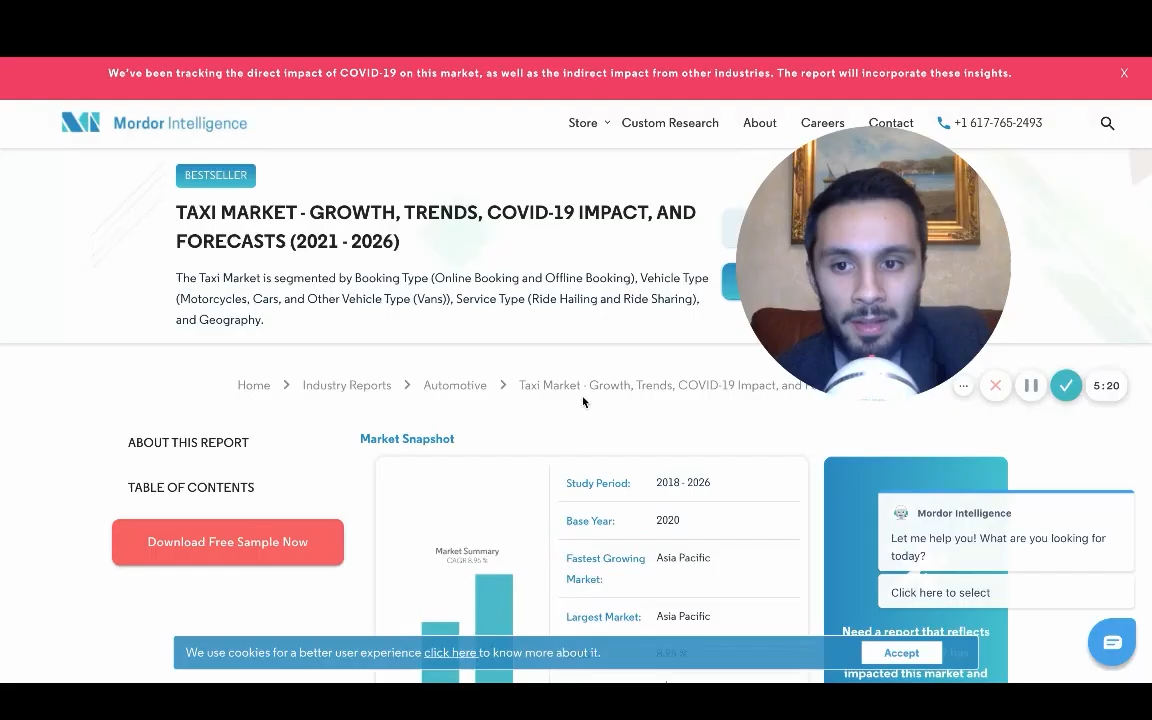 We've been tracking the direct impact of COVID-19 on this market, as well as the indirect impact from other industries. The report will incorporate these insights.
X
Mordor Intelligence
Store
Custom Research
About
Careers
Contact
+1 617-765-2493
BESTSELLER
TAXI MARKET - GROWTH, TRENDS, COVID-19 IMPACT, AND
FORECASTS (2021 - 2026)
The Taxi Market is segmented by Booking Type (Online Booking and Offline Booking), Vehicle Type
(Motorcycles, Cars, and Other Vehicle Type (Vans)), Service Type (Ride Hailing and Ride Sharing),
and Geography.
Home > Industry Reports > Automotive > Taxi Market - Growth, Trends, COVID-19 Impact, and
5:20
ABOUT THIS REPORT
TABLE OF CONTENTS
Download Free Sample Now
Market Snapshot
Market Summary
CAGR 8.95 %
Study Period: 2018 - 2026
Base Year: 2020
Fastest Growing Asia Pacific
Market:
Largest Market: Asia Pacific
Mordor Intelligence
Let me help you! What are you looking for
today?
Click here to select
Need a report that reflects
impacted this market and
We use cookies for a better user experience click here to know more about it.
Accept